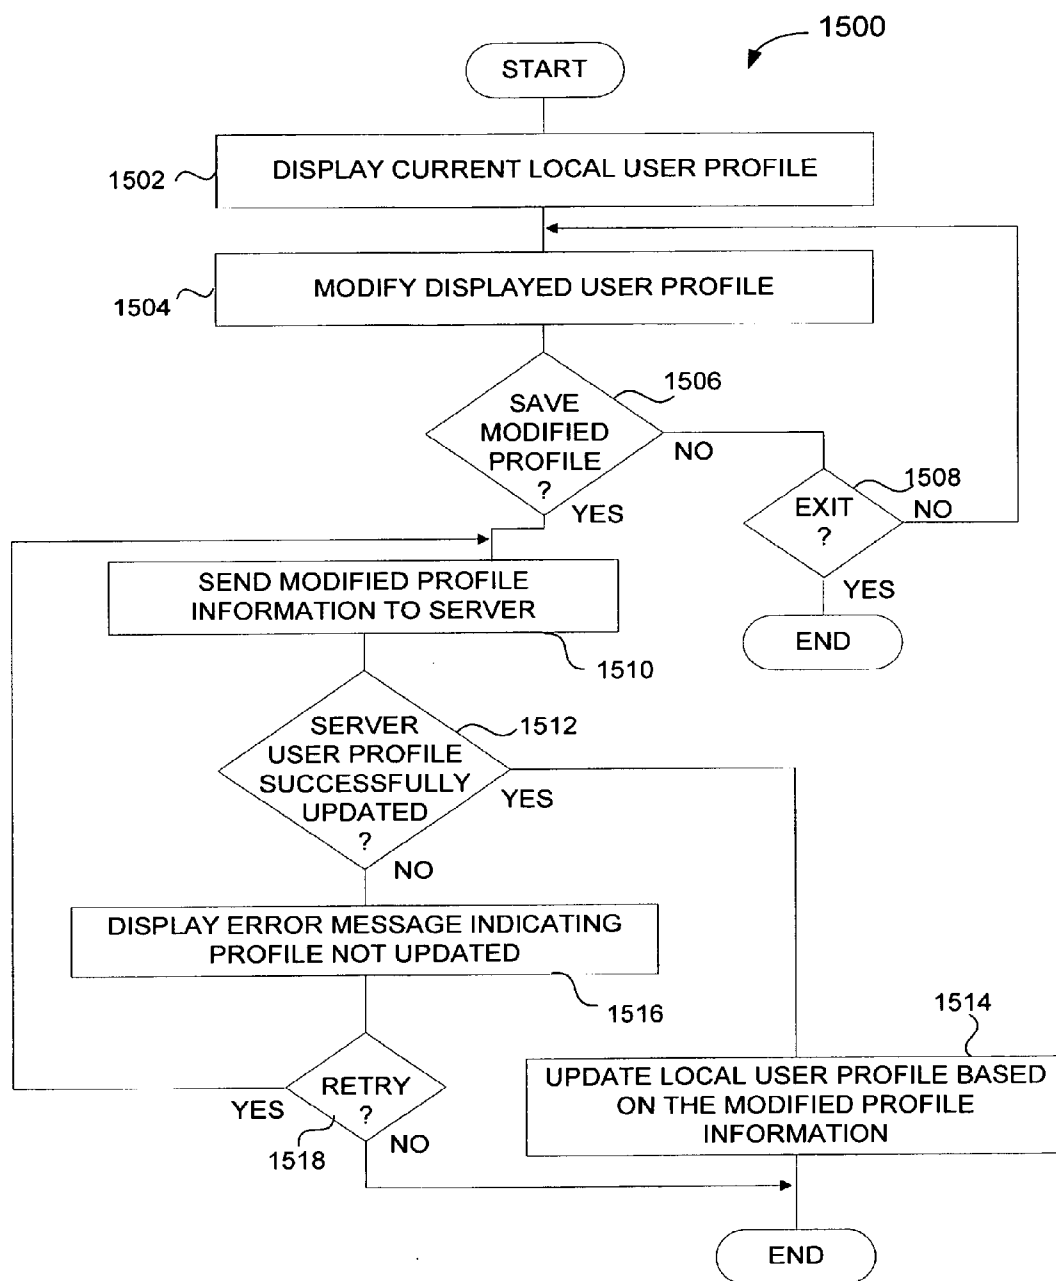 1500
START
1502
DISPLAY CURRENT LOCAL USER PROFILE
1504
MODIFY DISPLAYED USER PROFILE
1506
SAVE
MODIFIED
PROFILE
?
NO
YES
1508
EXIT
?
NO
YES
END
SEND MODIFIED PROFILE
INFORMATION TO SERVER
1510
1512
SERVER
USER PROFILE
SUCCESSFULLY
UPDATED
?
YES
NO
DISPLAY ERROR MESSAGE INDICATING
PROFILE NOT UPDATED
1516
1514
UPDATE LOCAL USER PROFILE BASED
ON THE MODIFIED PROFILE
INFORMATION
RETRY
?
YES
1518
NO
END